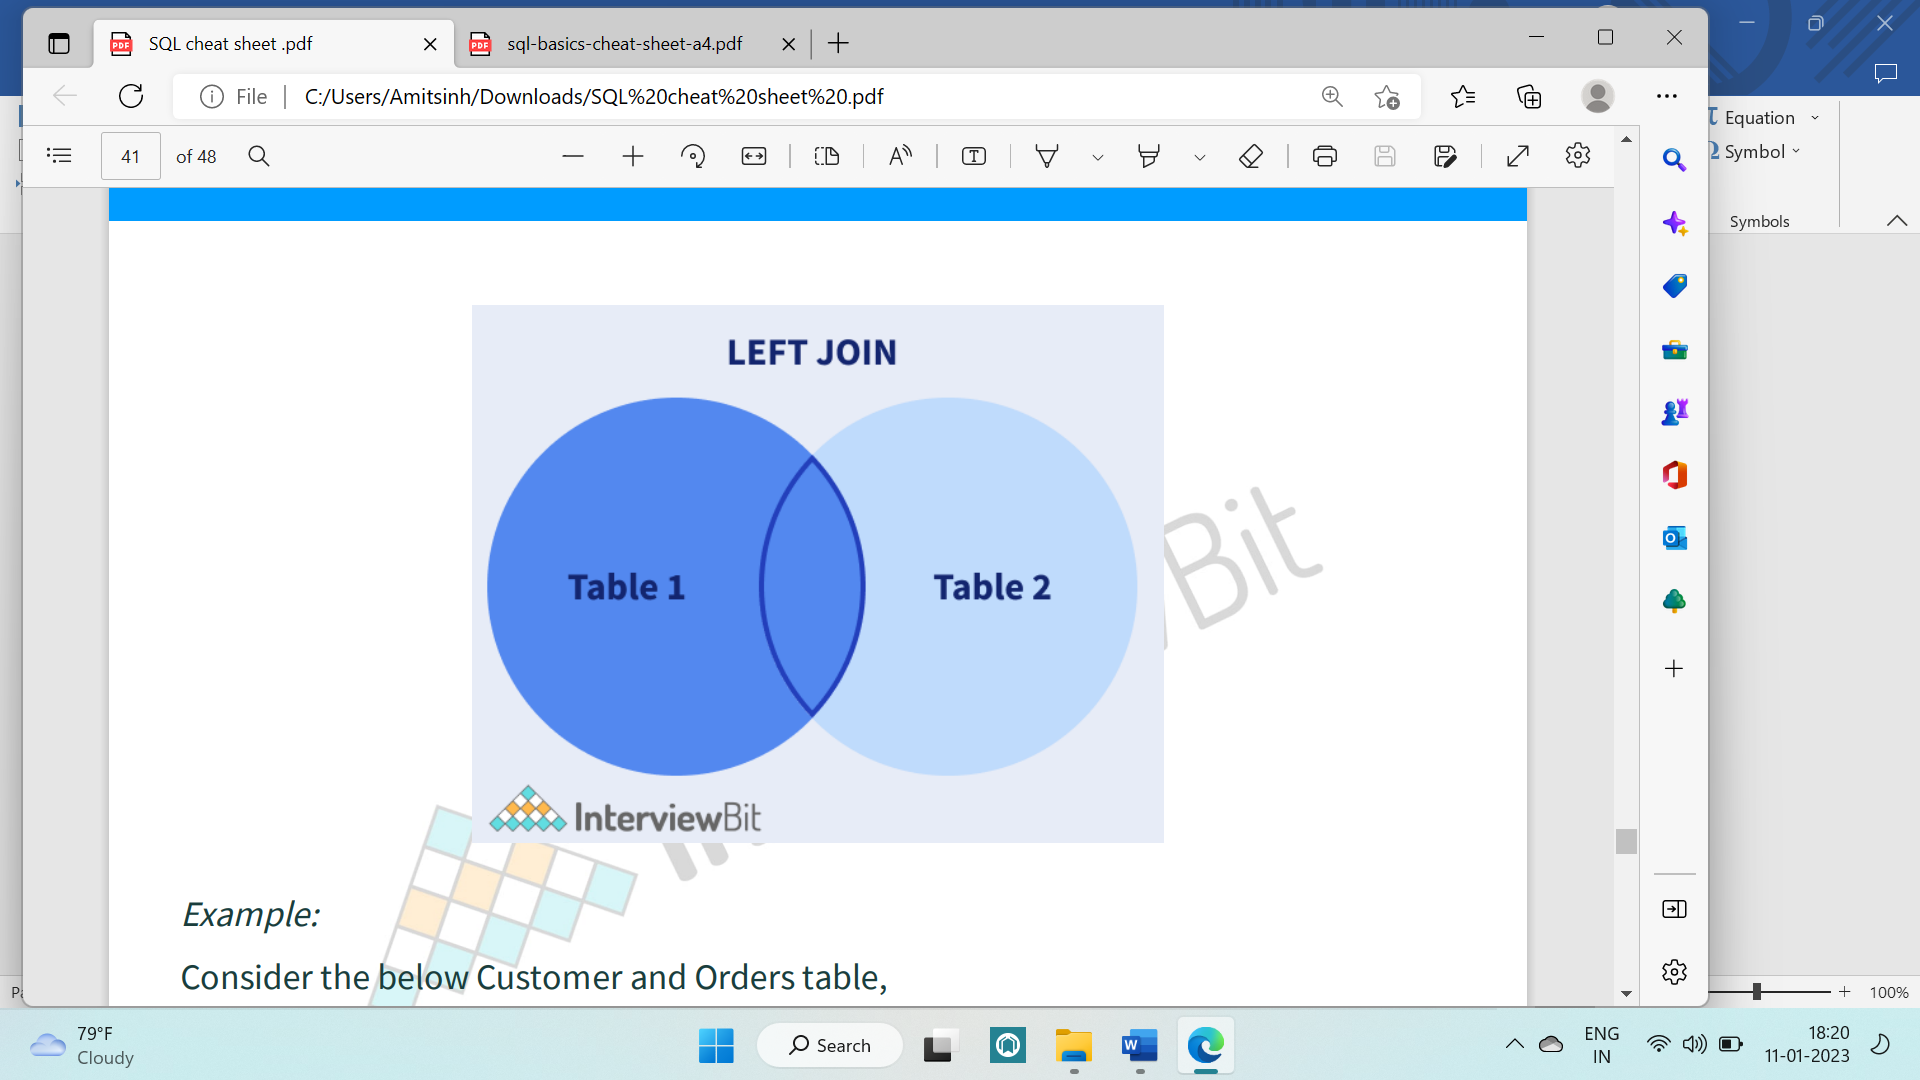 SQL cheat sheet .pdf
sql-basics-cheat-sheet-a4.pdf
File
C:/Users/Amitsinh/Downloads/SQL%20cheat%20sheet%20.pdf
Equation
Symbol
Symbols
41
of 48
LEFT JOIN
Table 1
Table 2
InterviewBit
Example:
Consider the below Customer and Orders table,
100%
79°F
Cloudy
Search
ENG
IN
18:20
11-01-2023